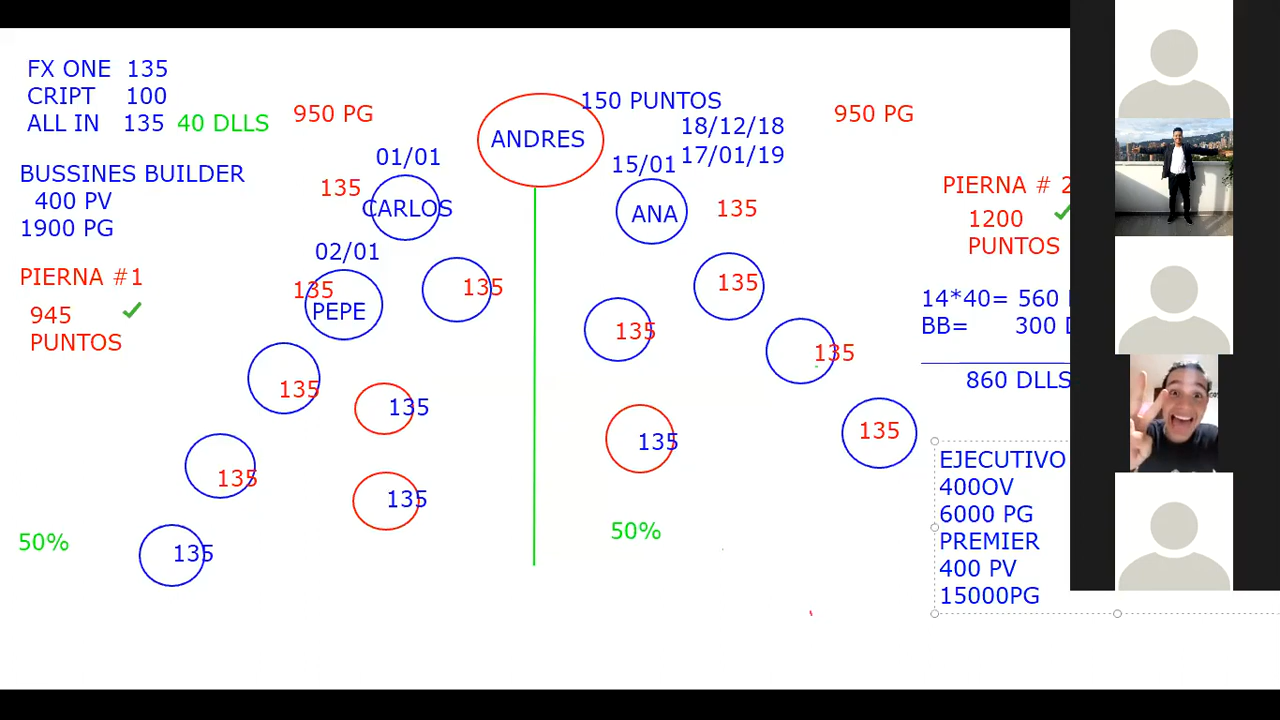 FX ONE 135
CRIPT 100
ALL IN 135 40 DLLS
BUSSINES BUILDER
400 PV
1900 PG
PIERNA #1
945
PUNTOS
50%
950 PG
ANDRES
150 PUNTOS
18/12/18
17/01/19
950 PG
01/01
135
CARLOS
15/01
ANA
135
02/01
135
PEPE
135
135
135
135
135
135
135
135
135
135
135
135
50%
PIERNA # 2
1200
PUNTOS
14*40= 560
BB= 300
860 DLLS
EJECUTIVO
400OV
6000 PG
PREMIER
400 PV
15000PG